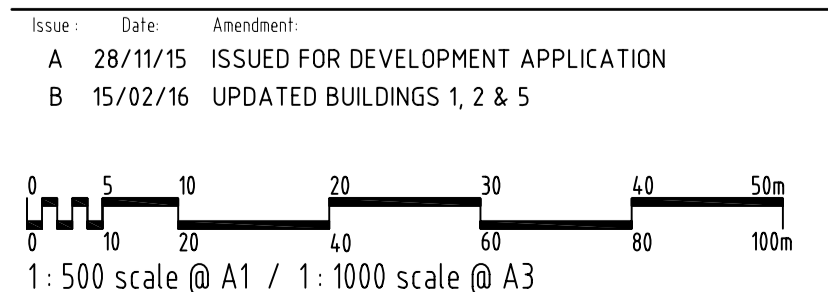 Issue : Date: Amendment:
A 28/11/15 ISSUED FOR DEVELOPMENT APPLICATION
B 15/02/16 UPDATED BUILDINGS 1, 2 & 5
0 5 10 20 30 40 50m
0 10 20 40 60 80 100m
1 : 500 scale @ A1 / 1 : 1000 scale @ A3